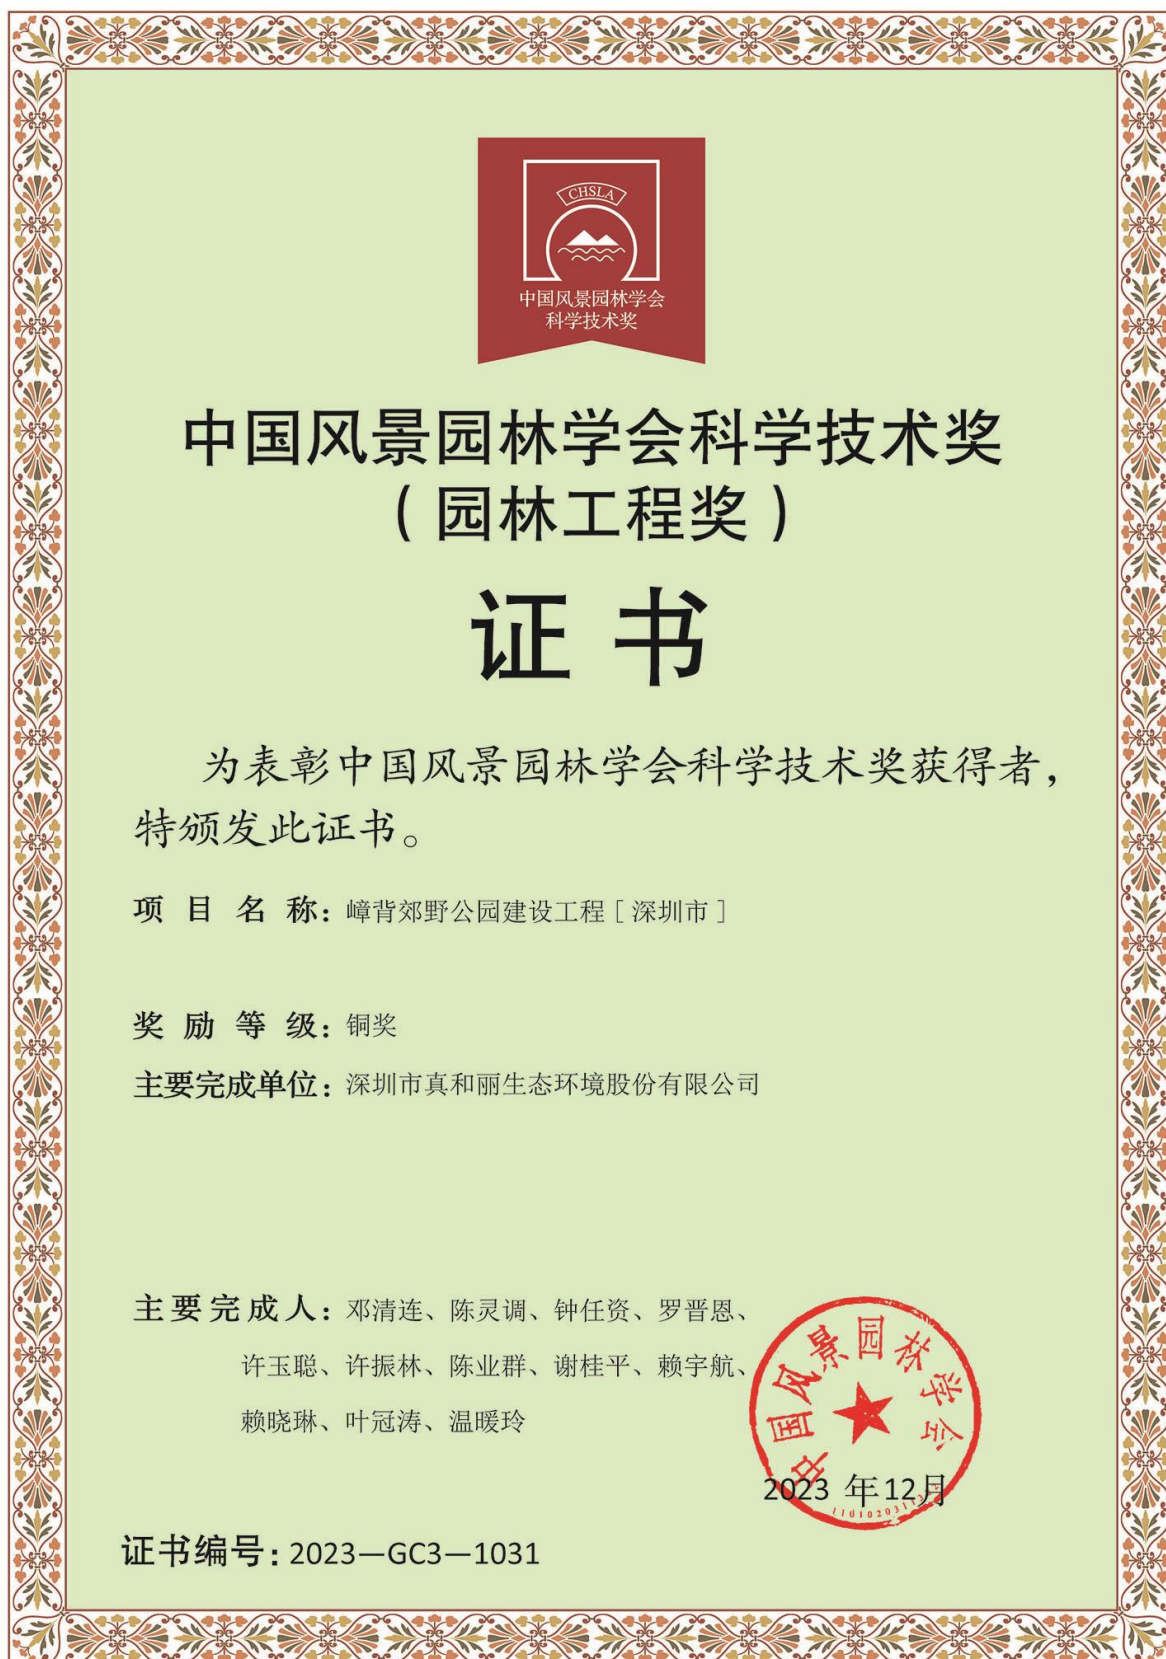 CHSLA
中国风景园林学会
科学技术奖
中国风景园林学会科学技术奖
（园林工程奖）
证 书
为表彰中国风景园林学会科学技术奖获得者，
特颁发此证书。
项 目 名 称：嶂背郊野公园建设工程［深圳市］
奖 励 等 级：铜奖
主要完成单位：深圳市真和丽生态环境股份有限公司
主要完成人：邓清连、陈灵调、钟任资、罗晋恩、
许玉聪、许振林、陈业群、谢桂平、赖宇航、
赖晓琳、叶冠涛、温暖玲
中国风景园林学会
2023 年12月
证书编号：2023—GC3—1031